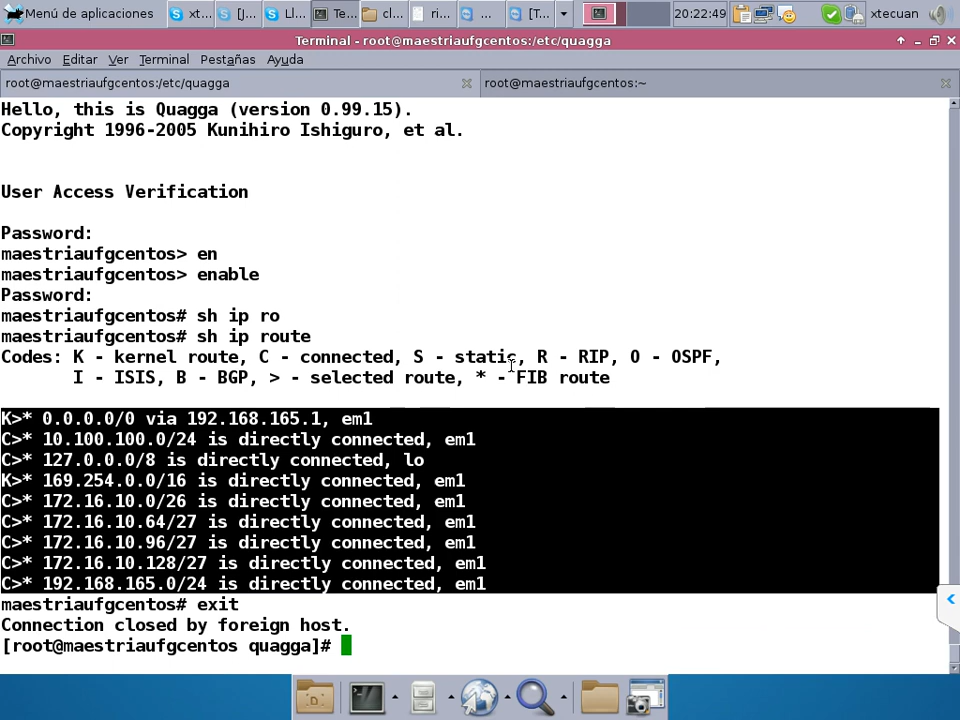 Menú de aplicaciones
xt...
[J...
Ll...
Te...
cl...
ri...
...
[T...
20:22:49
xtecuan
Terminal - root@maestriaufgcentos:/etc/quagga
Archivo Editar Ver Terminal Pestañas Ayuda
root@maestriaufgcentos:/etc/quagga
root@maestriaufgcentos:~
Hello, this is Quagga (version 0.99.15).
Copyright 1996-2005 Kunihiro Ishiguro, et al.
User Access Verification
Password:
maestriaufgcentos> en
maestriaufgcentos> enable
Password:
maestriaufgcentos# sh ip ro
maestriaufgcentos# sh ip route
Codes: K - kernel route, C - connected, S - static, R - RIP, O - OSPF,
I - ISIS, B - BGP, > - selected route, * - FIB route
K>* 0.0.0.0/0 via 192.168.165.1, em1
C>* 10.100.100.0/24 is directly connected, em1
C>* 127.0.0.0/8 is directly connected, lo
K>* 169.254.0.0/16 is directly connected, em1
C>* 172.16.10.0/26 is directly connected, em1
C>* 172.16.10.64/27 is directly connected, em1
C>* 172.16.10.96/27 is directly connected, em1
C>* 172.16.10.128/27 is directly connected, em1
C>* 192.168.165.0/24 is directly connected, em1
maestriaufgcentos# exit
Connection closed by foreign host.
[root@maestriaufgcentos quagga]#